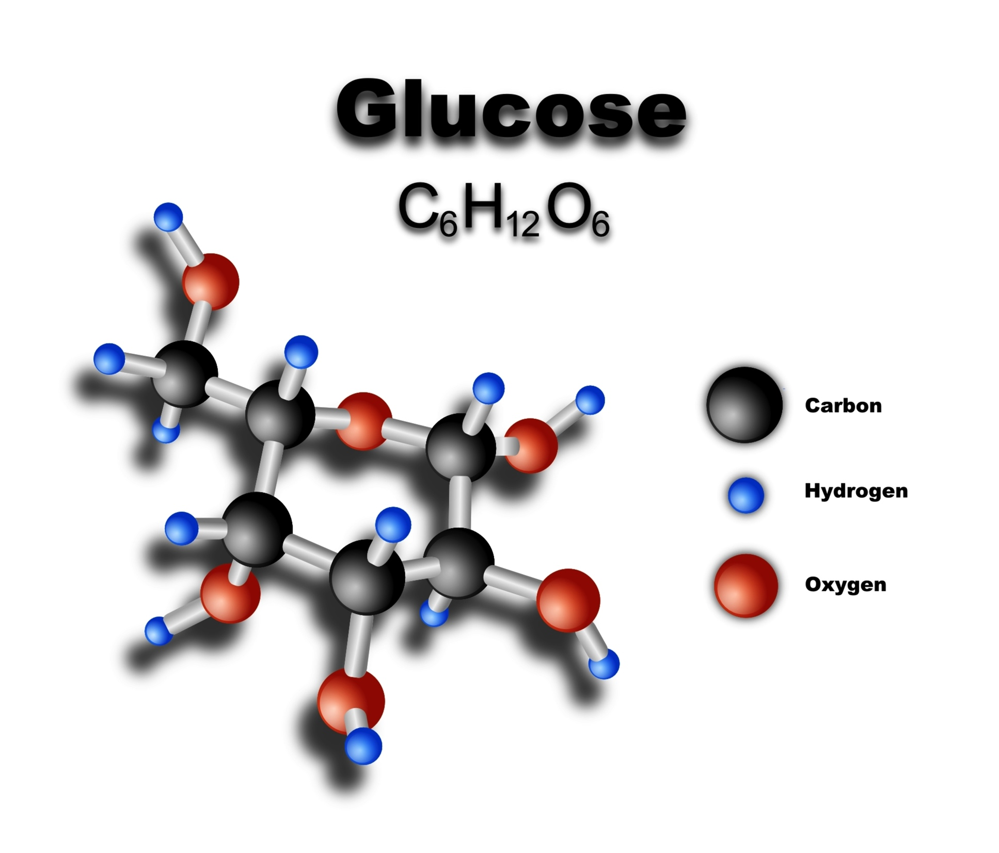 Glucose
C₆H₁₂O₆
Carbon
Hydrogen
Oxygen